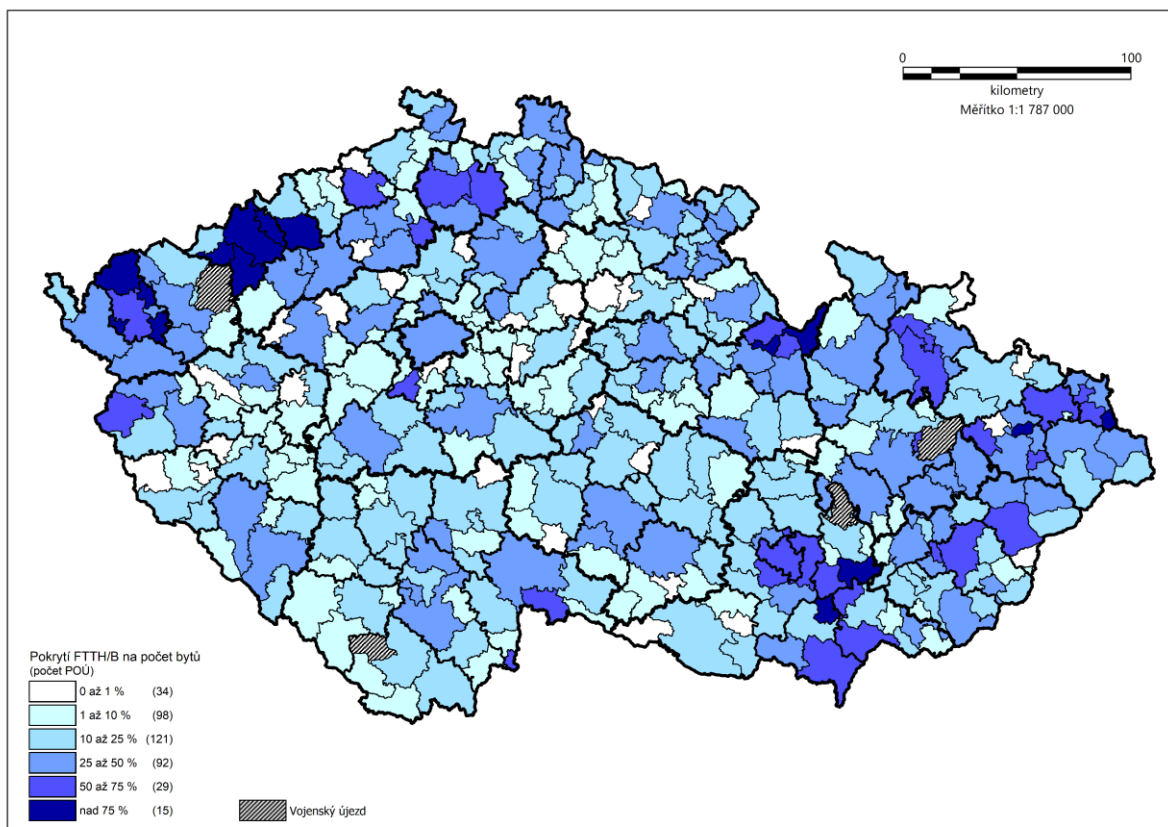 0 100
kilometry
Měřítko 1:1 787 000
Pokrytí FTTH/B na počet bytů
(počet POÚ)
0 až 1 % (34)
1 až 10 % (98)
10 až 25 % (121)
25 až 50 % (92)
50 až 75 % (29)
nad 75 % (15)
Vojenský újezd